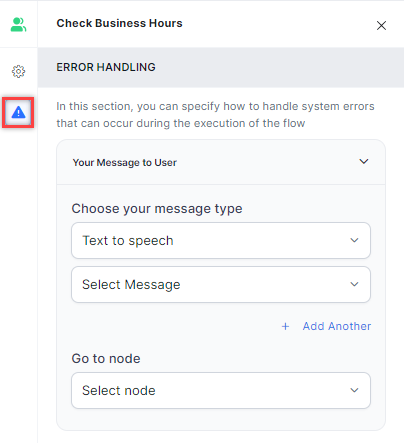 Check Business Hours
ERROR HANDLING
In this section, you can specify how to handle system errors
that can occur during the execution of the flow
Your Message to User
Choose your message type
Text to speech
Select Message
+ Add Another
Go to node
Select node